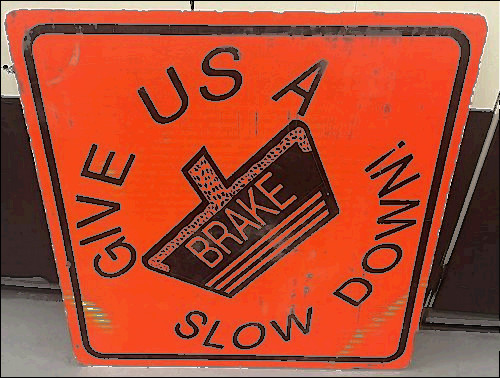 GIVE US A
BRAKE
SLOW DOWN!